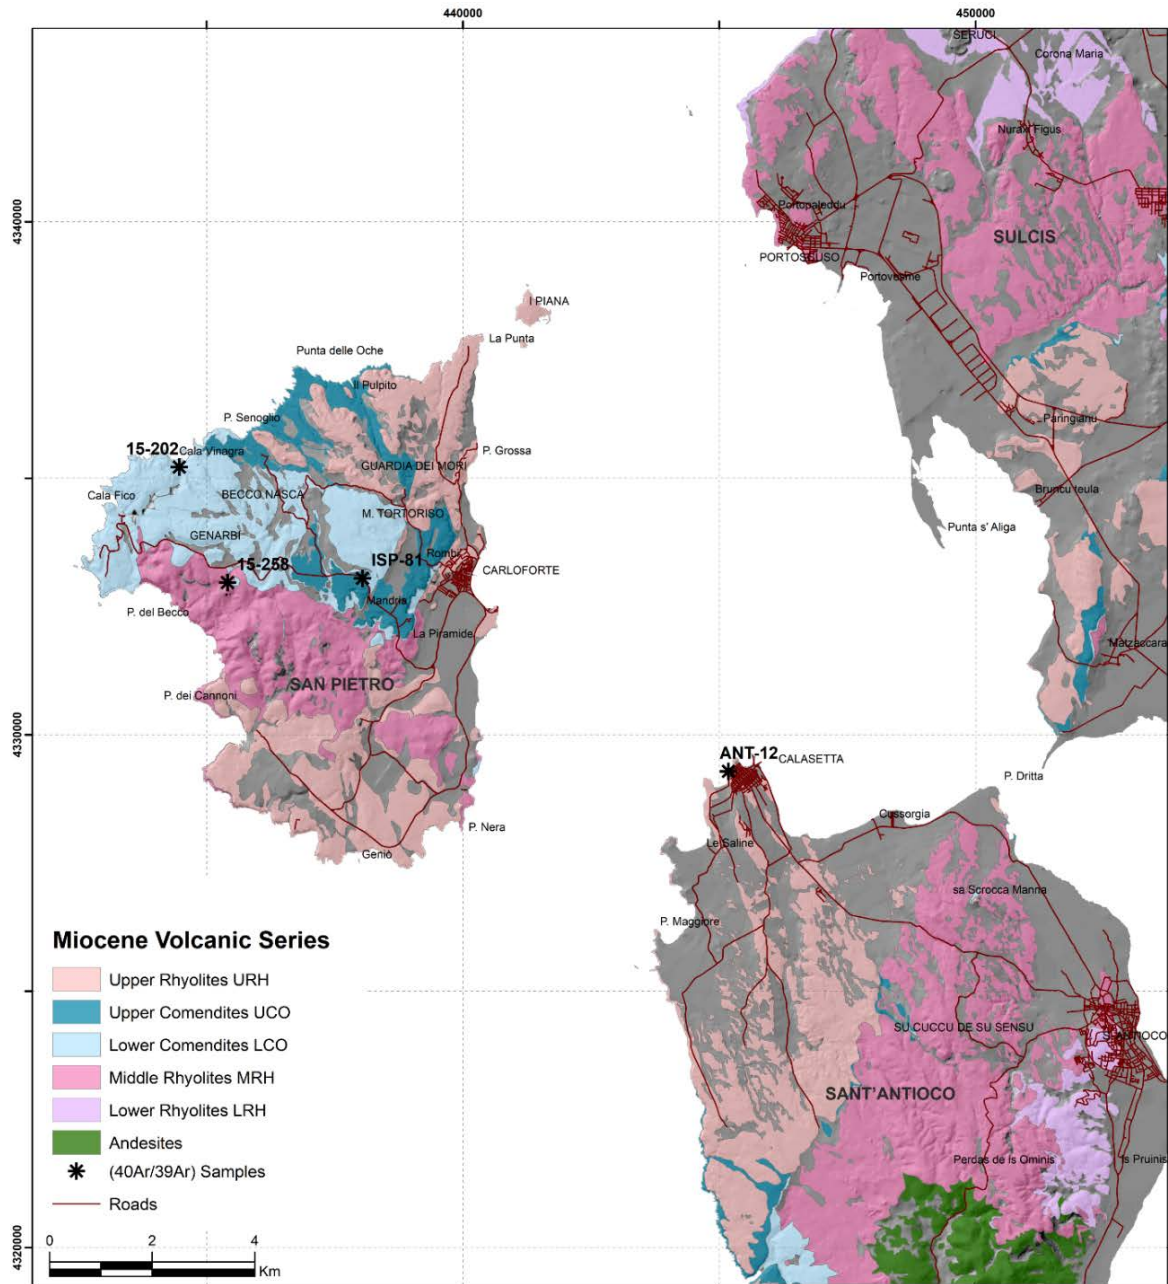 440000
450000
SERUCI
Corona Maria
Nuraxi Figus
4340000
Portopaleddu
SULCIS
PORTOSCUSO
Portovesme
I PIANA
La Punta
Punta delle Oche
Il Pulpito
P. Senoglio
Paringianu
15-202
Cala Vinagra
P. Grossa
GUARDIA DEI MORI
Cala Fico
BECCO NASCA
Bruncu teula
M. TORTORISO
GENARBI
Punta s' Aliga
15-258
ISP-81
CARLOFORTE
Mandria
P. del Becco
La Piramide
Matzaccara
SAN PIETRO
P. dei Cannoni
4330000
ANT-12
CALASETTA
P. Dritta
Cussorgia
P. Nera
Le Saline
Genio
sa Scrocca Manna
P. Maggiore
Miocene Volcanic Series
Upper Rhyolites URH
Upper Comendites UCO
SU CUCCU DE SU SENSU
Lower Comendites LCO
Middle Rhyolites MRH
SANT'ANTIOCO
Lower Rhyolites LRH
Andesites
Perdas de Is Ominis
Is Pruinis
(40Ar/39Ar) Samples
Roads
0 2 4
Km
4320000